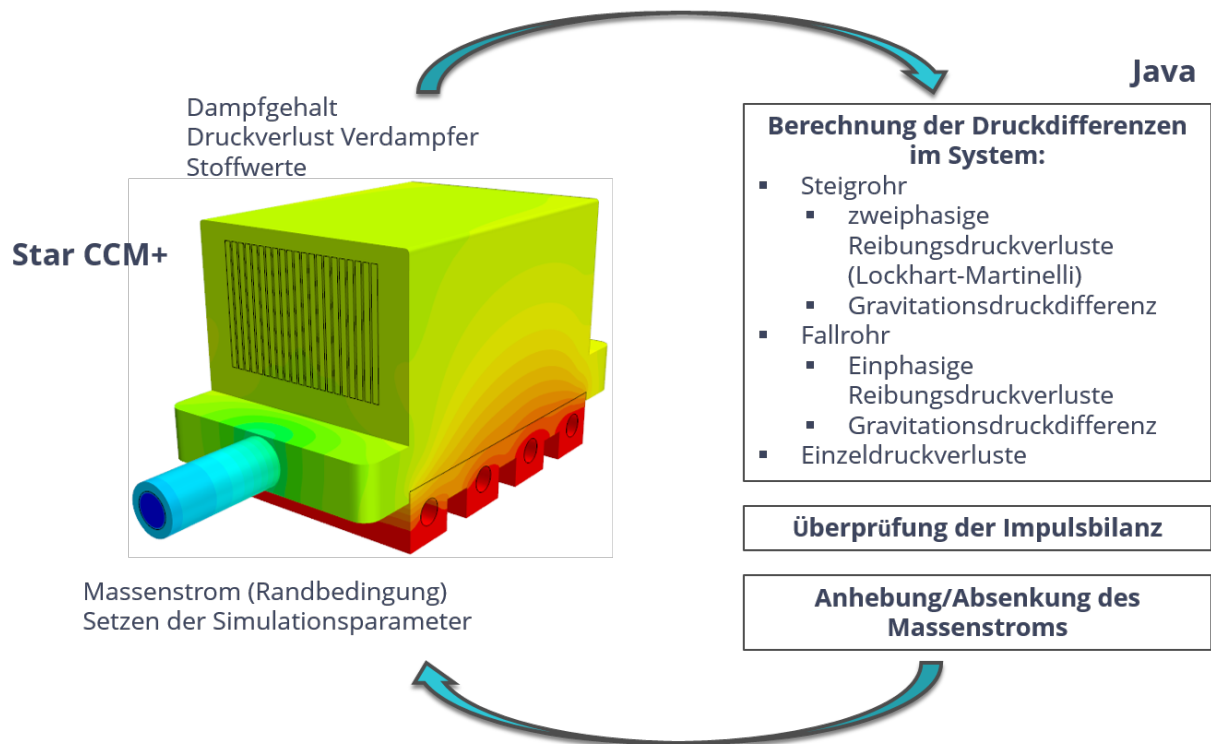 Dampfgehalt
Druckverlust Verdampfer
Stoffwerte
Star CCM+
Massenstrom (Randbedingung)
Setzen der Simulationsparameter
Java
Berechnung der Druckdifferenzen
im System:
▪ Steigrohr
▪ zweiphasige
Reibungsdruckverluste
(Lockhart-Martinelli)
▪ Gravitationsdruckdifferenz
▪ Fallrohr
▪ Einphasige
Reibungsdruckverluste
▪ Gravitationsdruckdifferenz
▪ Einzeldruckverluste
Überprüfung der Impulsbilanz
Anhebung/Absenkung des
Massenstroms